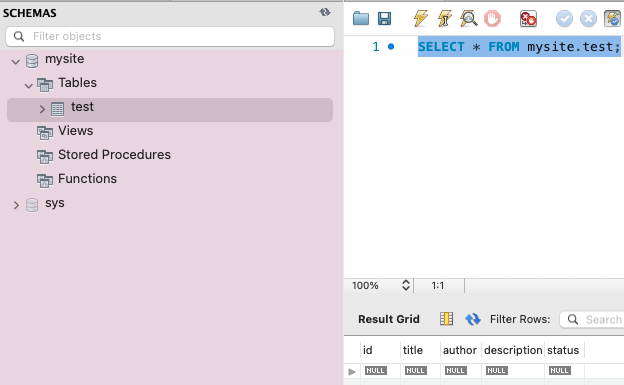 SCHEMAS
Filter objects
mysite
Tables
test
Views
Stored Procedures
Functions
sys
1 SELECT * FROM mysite.test;
100% 1:1
Result Grid Filter Rows: Search
id title author description status
NULL NULL NULL NULL NULL